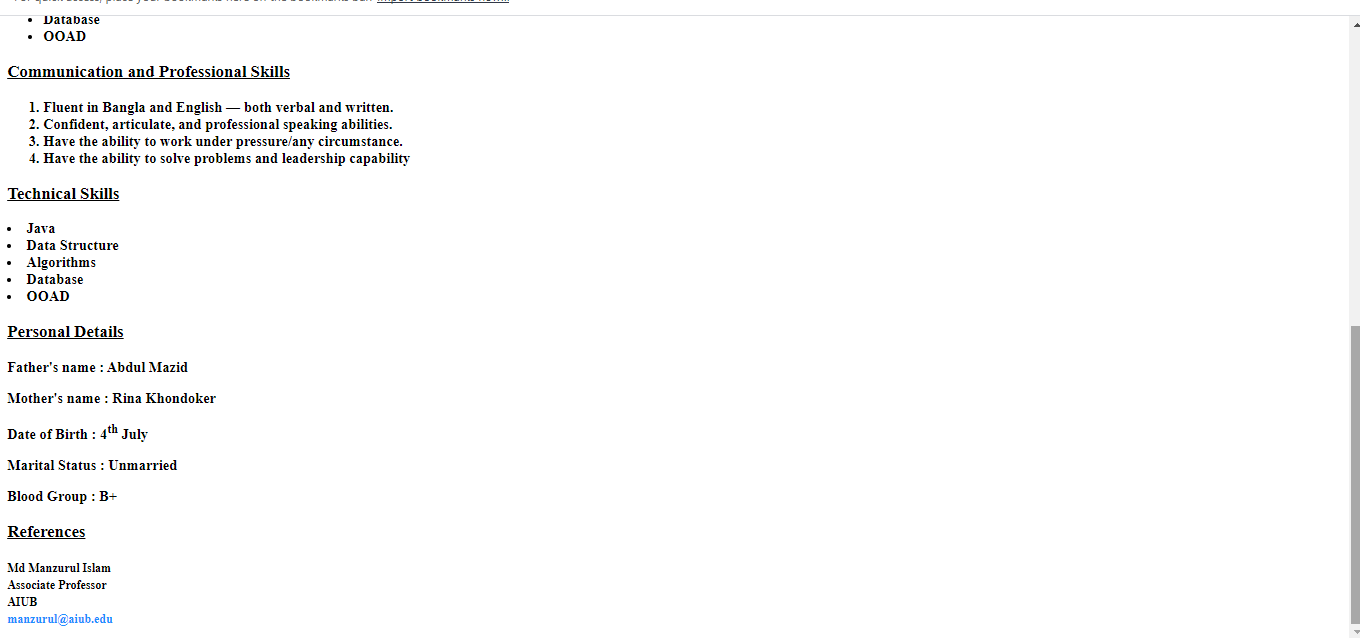 Database
OOAD
Communication and Professional Skills
1. Fluent in Bangla and English — both verbal and written.
2. Confident, articulate, and professional speaking abilities.
3. Have the ability to work under pressure/any circumstance.
4. Have the ability to solve problems and leadership capability
Technical Skills
Java
Data Structure
Algorithms
Database
OOAD
Personal Details
Father's name : Abdul Mazid
Mother's name : Rina Khondoker
Date of Birth : 4th July
Marital Status : Unmarried
Blood Group : B+
References
Md Manzurul Islam
Associate Professor
AIUB
manzurul@aiub.edu